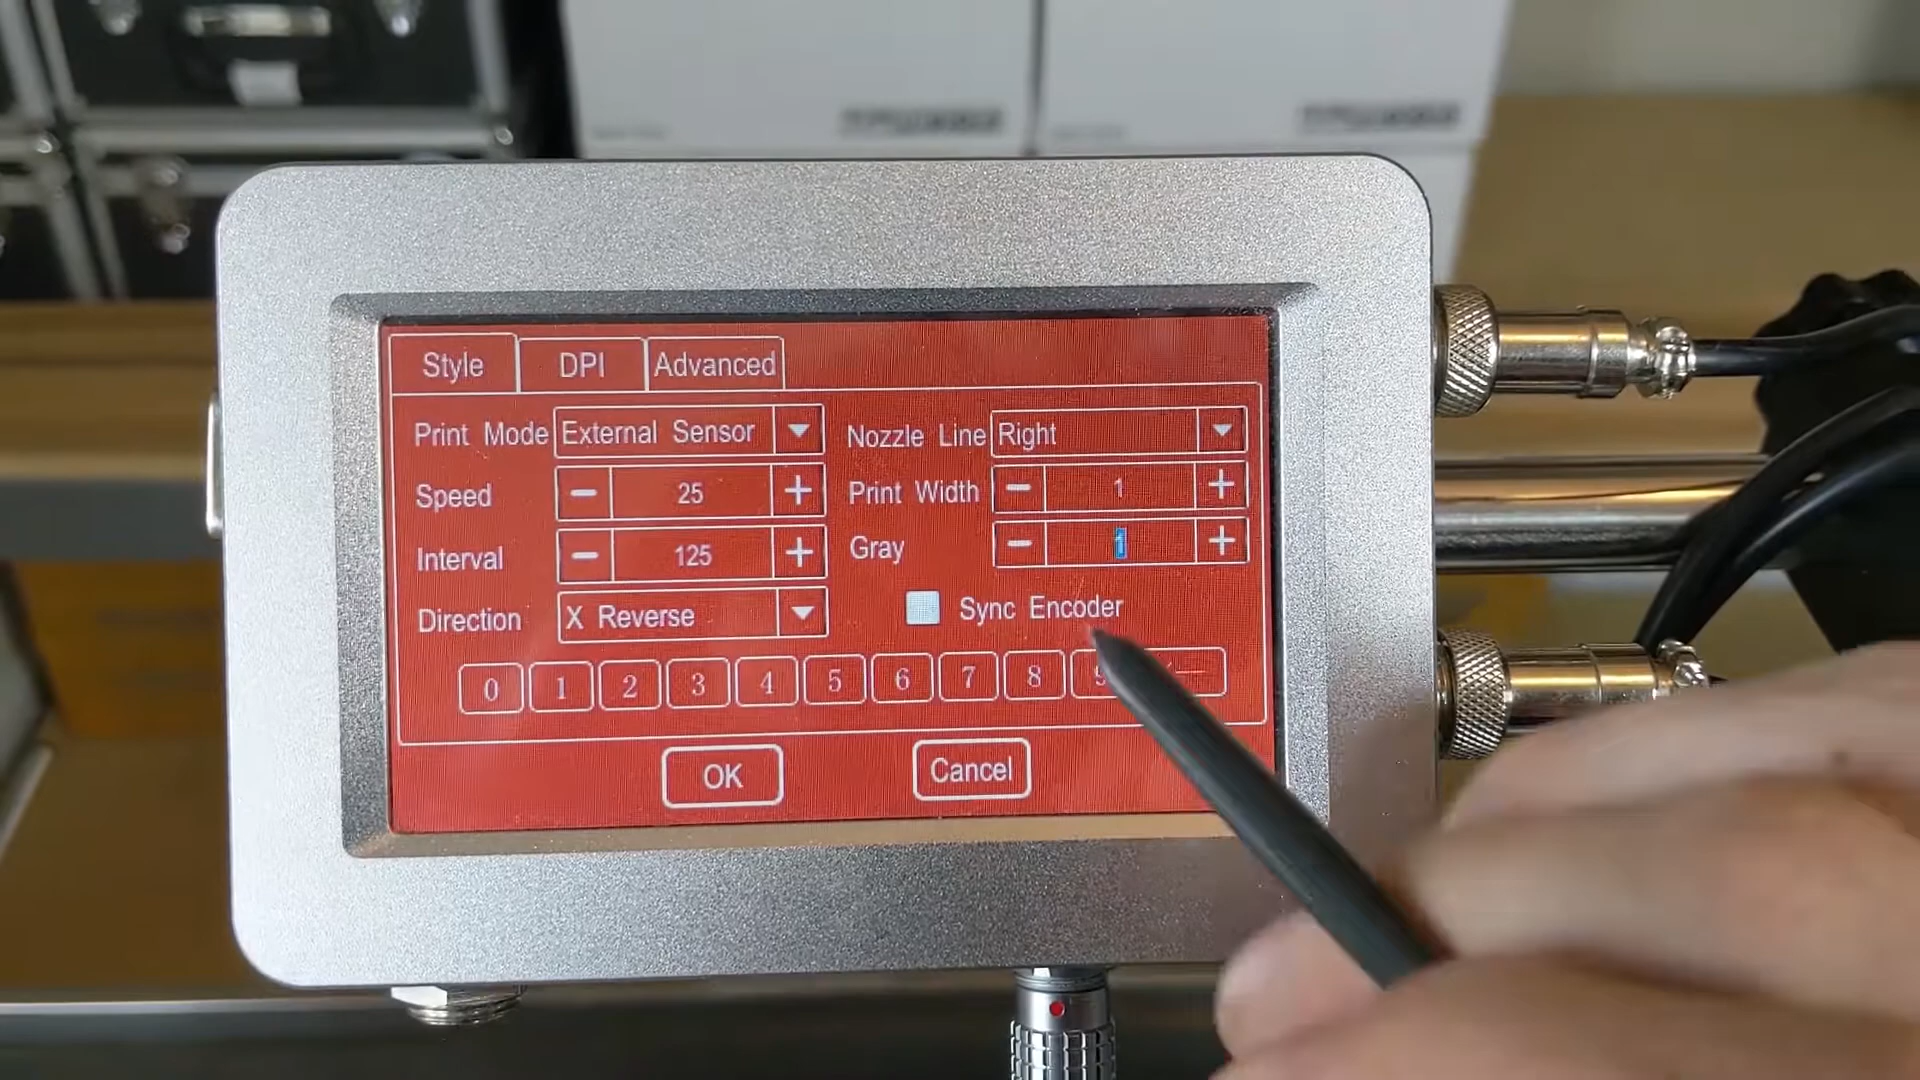 Style DPI Advanced
Print Mode External Sensor Nozzle Line Right
Speed − 25 + Print Width − 1 +
Interval − 125 + Gray − 1 +
Direction X Reverse Sync Encoder
0 1 2 3 4 5 6 7 8 9
OK Cancel